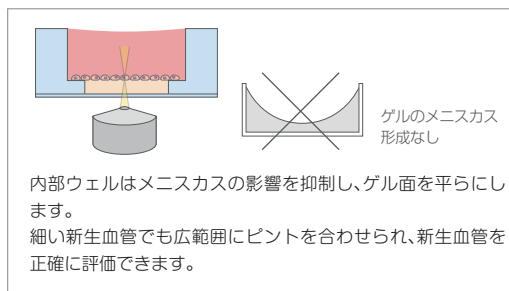 ゲルのメニスカス
形成なし
内部ウェルはメニスカスの影響を抑制し、ゲル面を平らにし
ます。
細い新生血管でも広範囲にピントを合わせられ、新生血管を
正確に評価できます。